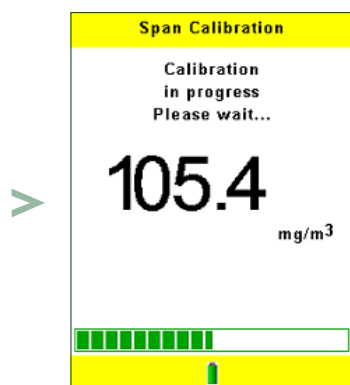 Span Calibration
Calibration
in progress
Please wait...
105.4
mg/m3